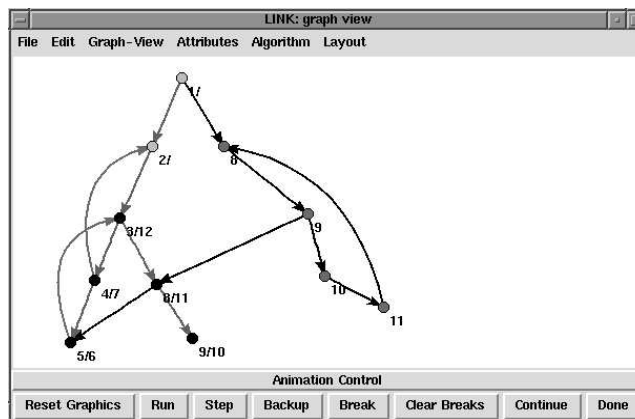 LINK: graph view
File Edit Graph-View Attributes Algorithm Layout
1/
2/
8
3/12
9
4/7
8/11
10
11
5/6
9/10
Animation Control
Reset Graphics Run Step Backup Break Clear Breaks Continue Done